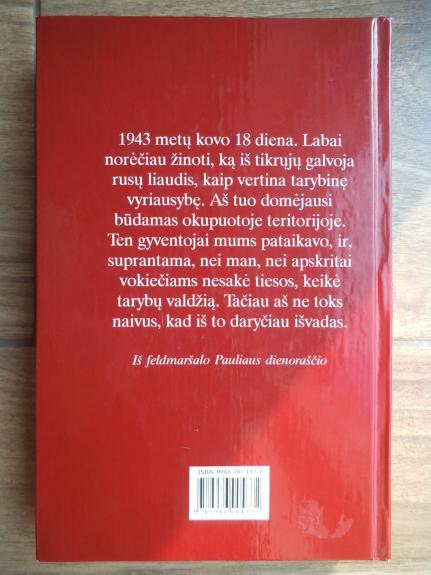 1943 metų kovo 18 diena. Labai
norėčiau žinoti, ką iš tikrųjų galvoja
rusų liaudis, kaip vertina tarybinę
vyriausybę. Aš tuo domėjausi
būdamas okupuotoje teritorijoje.
Ten gyventojai mums pataikavo, ir,
suprantama, nei man, nei apskritai
vokiečiams nesakė tiesos, keikė
tarybų valdžią. Tačiau aš ne toks
naivus, kad iš to daryčiau išvadas.
Iš feldmaršalo Pauliaus dienoraščio
ISBN